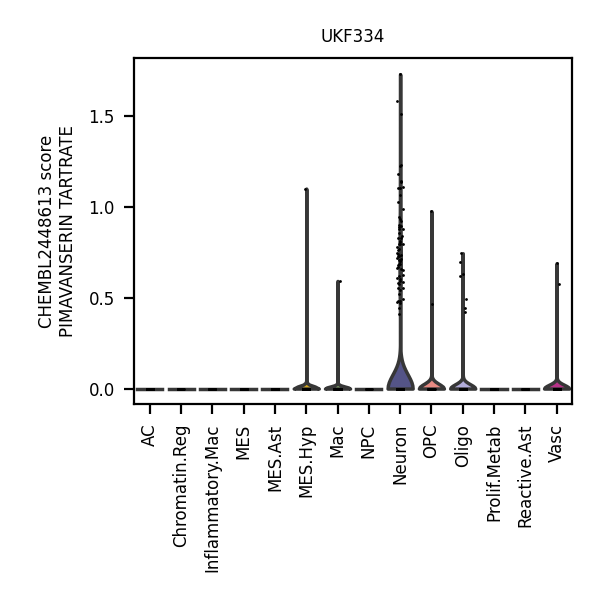 UKF334
CHEMBL2448613 score
PIMAVANSERIN TARTRATE
1.5
1.0
0.5
0.0
AC
Chromatin.Reg
Inflammatory.Mac
MES
MES.Ast
MES.Hyp
Mac
NPC
Neuron
OPC
Oligo
Prolif.Metab
Reactive.Ast
Vasc